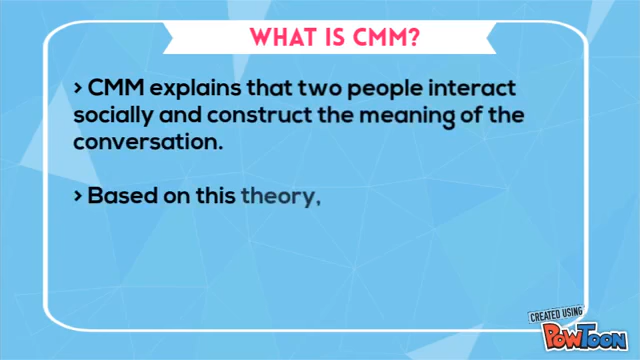 WHAT IS CMM?
> CMM explains that two people interact
socially and construct the meaning of the
conversation.
> Based on this theory,
CREATED USING
POWTOON